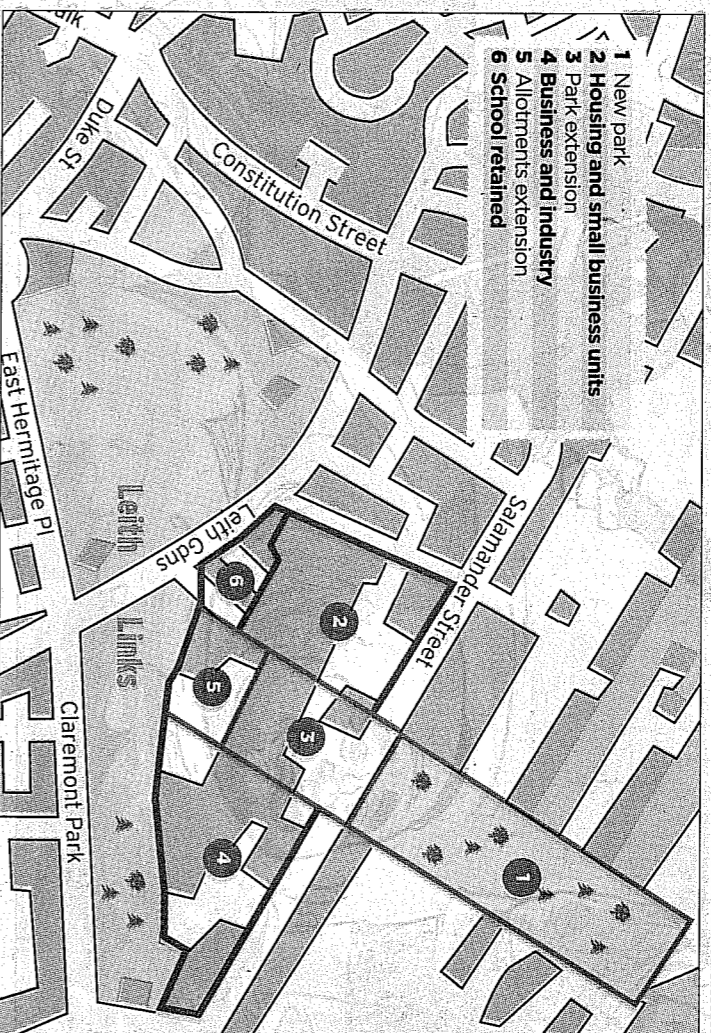 1 New park
2 Housing and small business units
3 Park extension
4 Business and industry
5 Allotments extension
6 School retained
Duke St
Constitution Street
Salamander Street
East Hermitage Pl
Leith Links
Leith Gdns
Claremont Park
1
2
3
4
5
6